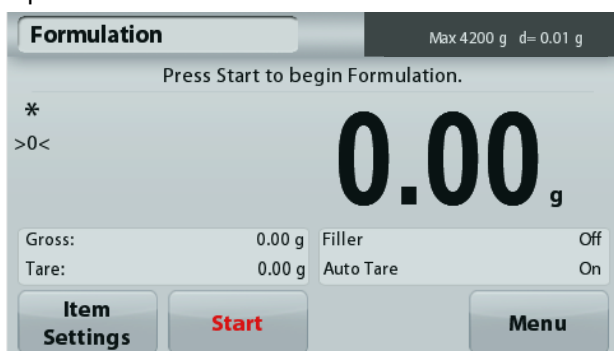 Formulation
Max 4200 g d= 0.01 g
Press Start to begin Formulation.
*
>0<
0.00 g
Gross: 0.00 g Filler Off
Tare: 0.00 g Auto Tare On
Item Settings Start Menu